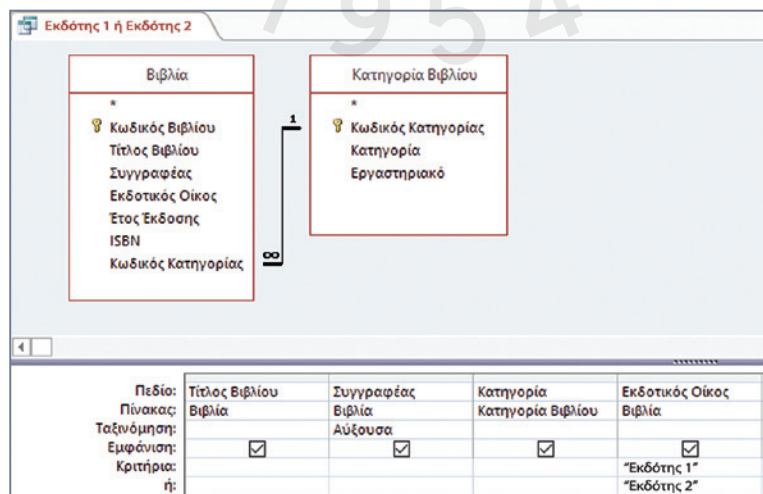 7954
Εκδότης 1 ή Εκδότης 2
Βιβλία
*
Κωδικός Βιβλίου
Τίτλος Βιβλίου
Συγγραφέας
Εκδοτικός Οίκος
Έτος Έκδοσης
ISBN
Κωδικός Κατηγορίας
1
∞
Κατηγορία Βιβλίου
*
Κωδικός Κατηγορίας
Κατηγορία
Εργαστηριακό
Πεδίο: Τίτλος Βιβλίου Συγγραφέας Κατηγορία Εκδοτικός Οίκος
Πίνακας: Βιβλία Βιβλία Κατηγορία Βιβλίου Βιβλία
Ταξινόμηση: Αύξουσα
Εμφάνιση:
Κριτήρια: "Εκδότης 1"
ή: "Εκδότης 2"